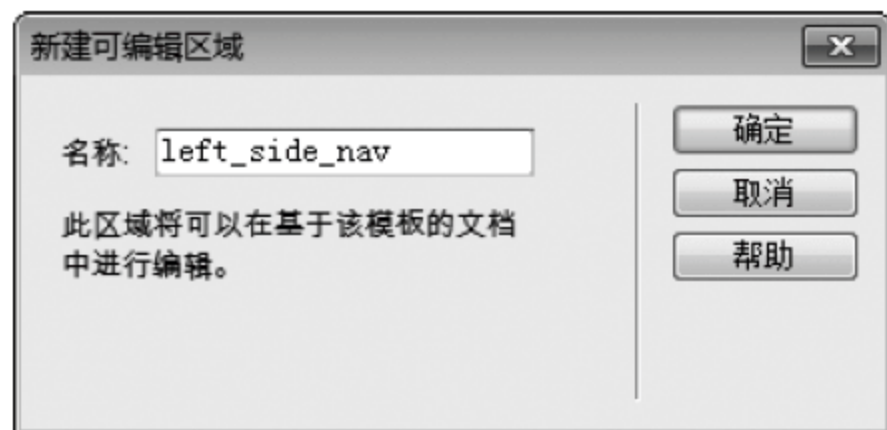 新建可编辑区域
名称: left_side_nav
此区域将可以在基于该模板的文档
中进行编辑。
确定
取消
帮助